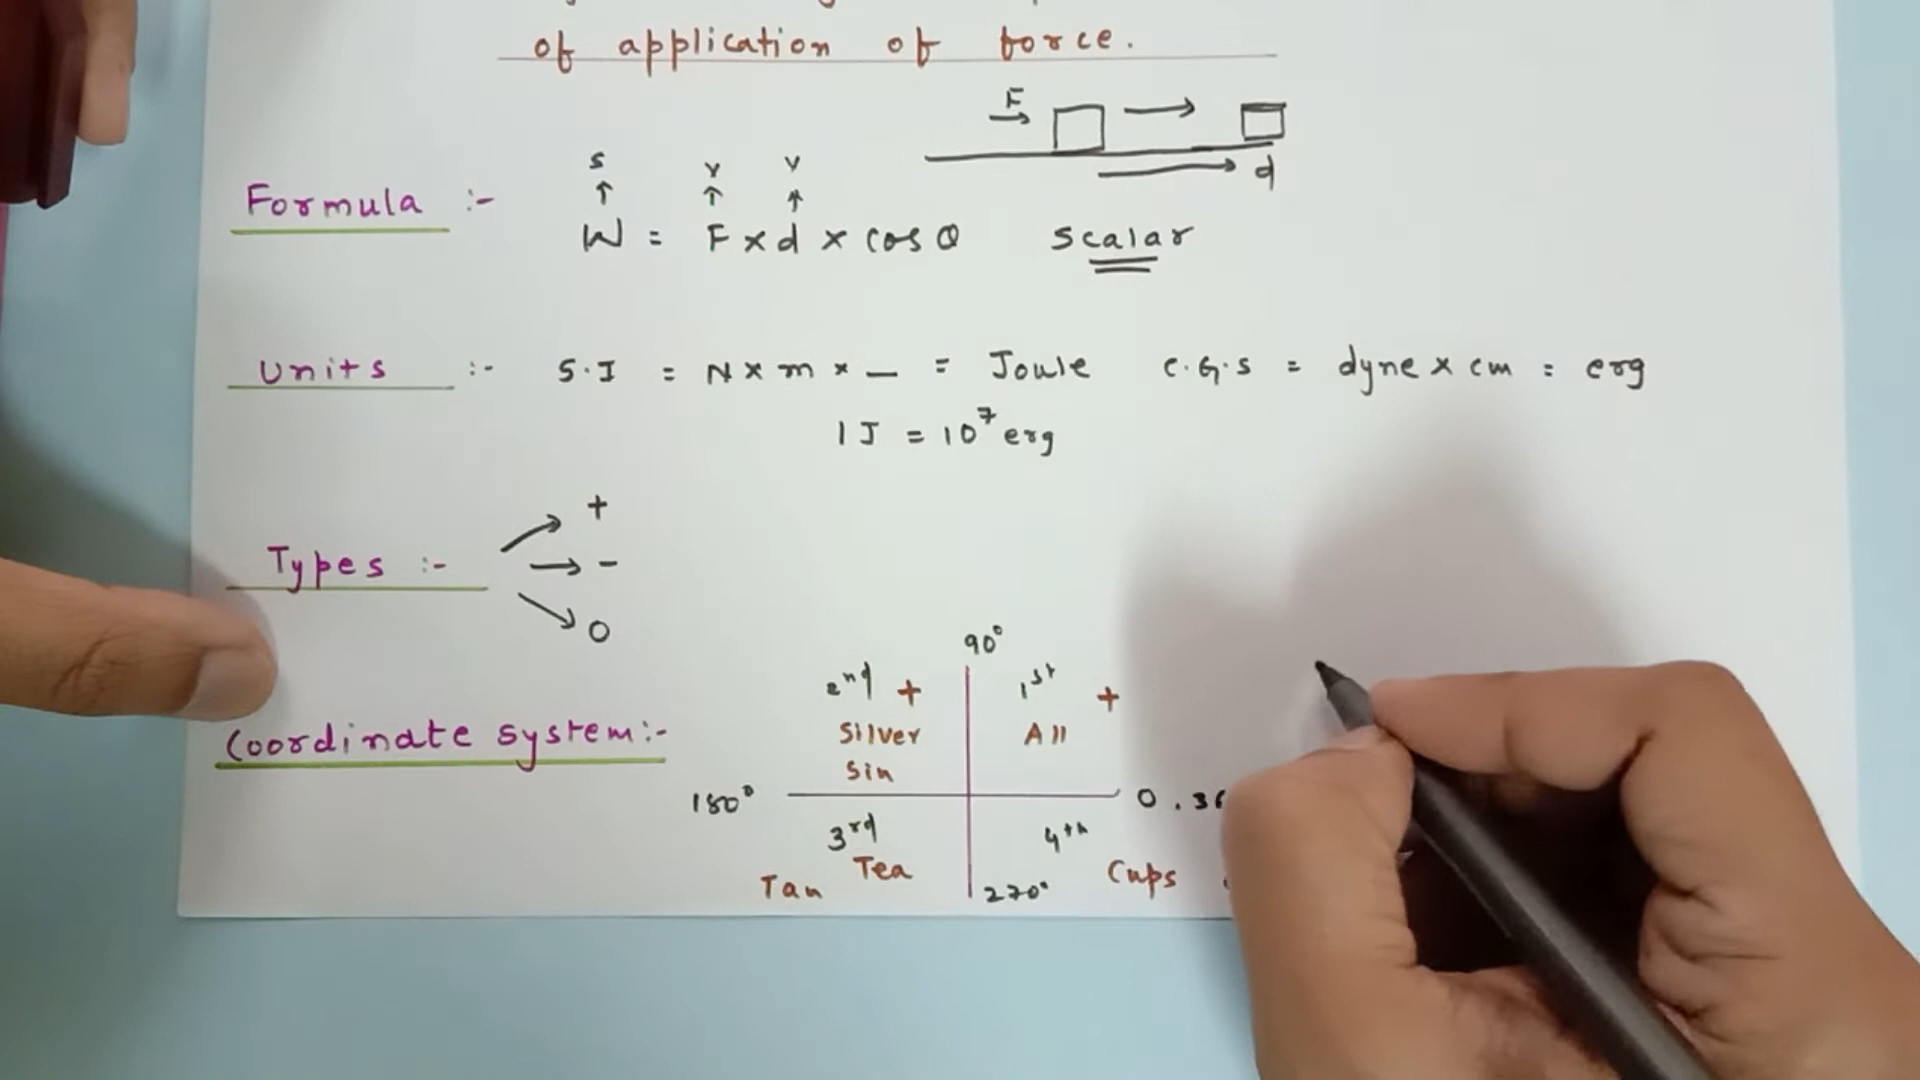 of application of force.
F
d
S V V
↑ ↑ ↑
Formula :- W = F × d × cos θ Scalar
Units :- S.I = N × m × _ = Joule C.G.S = dyne × cm = erg
1 J = 10⁷ erg
Types :- → +
→ -
→ 0
90°
2nd + 1st +
Coordinate system:- Silver All
Sin
180° 0.36
3rd 4th
Tan Tea 270° Cups